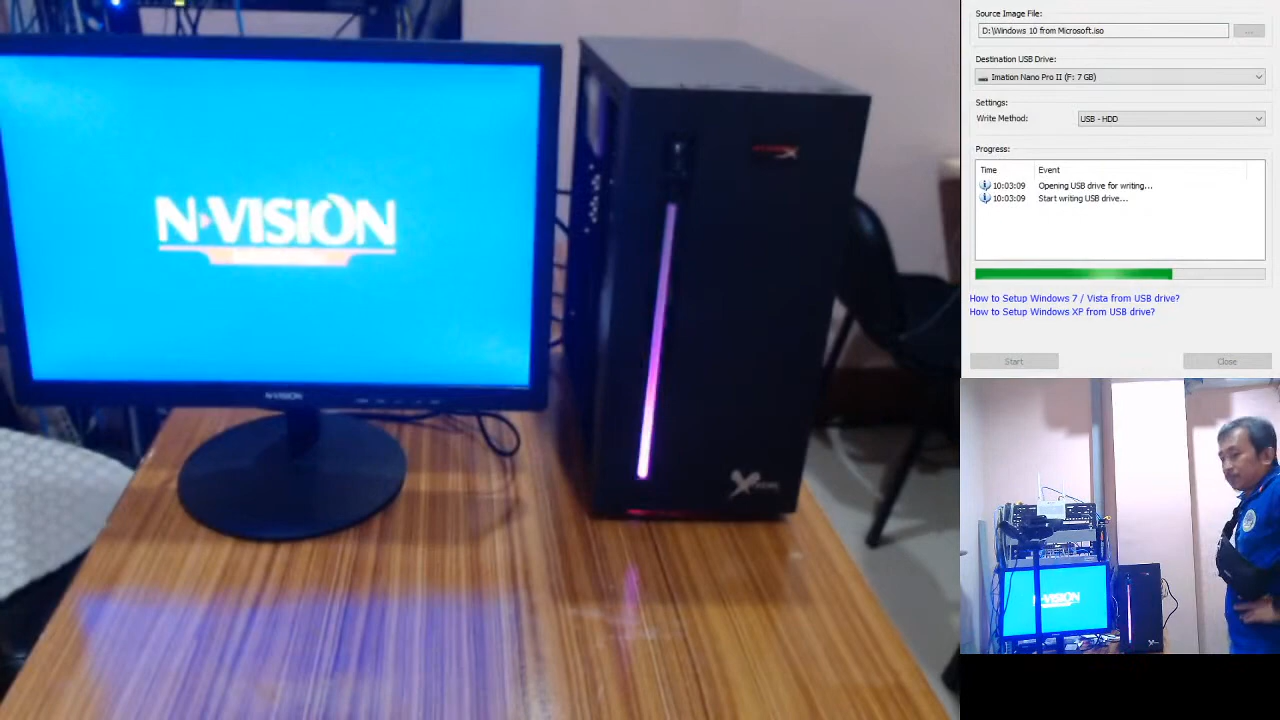 N-VISION
N-VISION
Source Image File:
D:\Windows 10 from Microsoft.iso
...
Destination USB Drive:
Imation Nano Pro II (F: 7 GB)
Settings:
Write Method:
USB - HDD
Progress:
Time Event
10:03:09 Opening USB drive for writing...
10:03:09 Start writing USB drive...
How to Setup Windows 7 / Vista from USB drive?
How to Setup Windows XP from USB drive?
Start Close
N-VISION